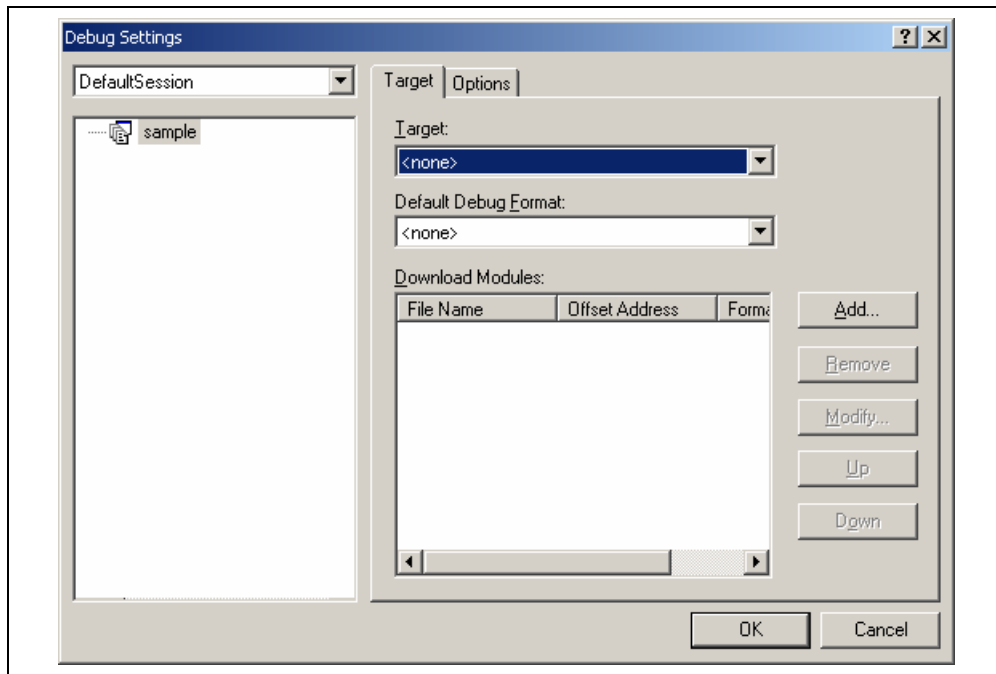 Debug Settings
DefaultSession
sample
Target
Options
Target:
<none>
Default Debug Format:
<none>
Download Modules:
File Name Offset Address Forma
Add...
Remove
Modify...
Up
Down
OK
Cancel